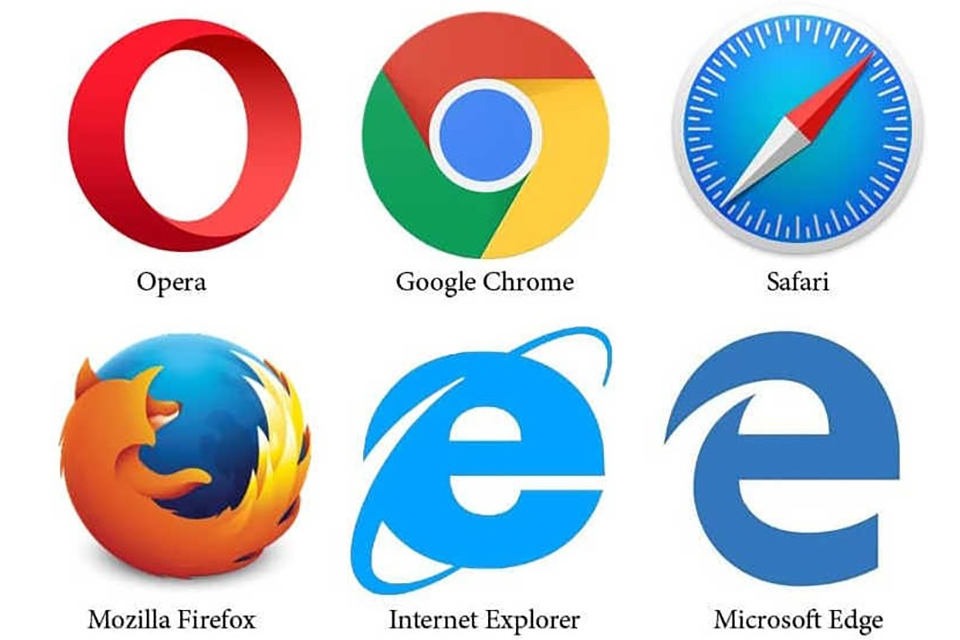 Opera
Google Chrome
Safari
Mozilla Firefox
Internet Explorer
Microsoft Edge